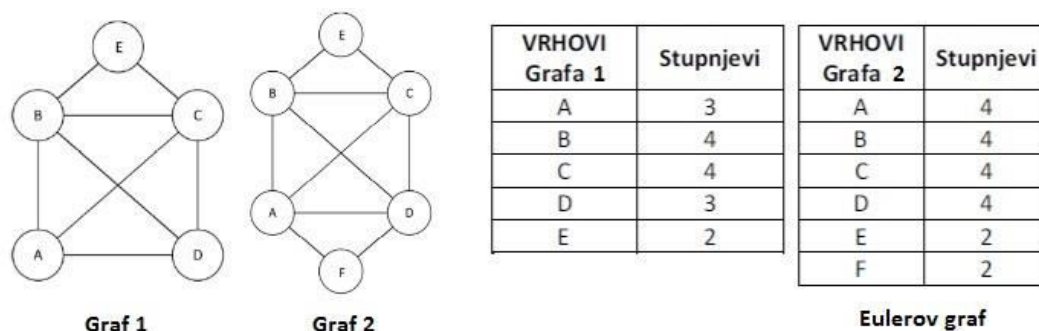 E
B
C
A
D
Graf 1
E
B
C
A
D
F
Graf 2
VRHOVI Stupnjevi
Grafa 1
A 3
B 4
C 4
D 3
E 2
VRHOVI Stupnjevi
Grafa 2
A 4
B 4
C 4
D 4
E 2
F 2
Eulerov graf